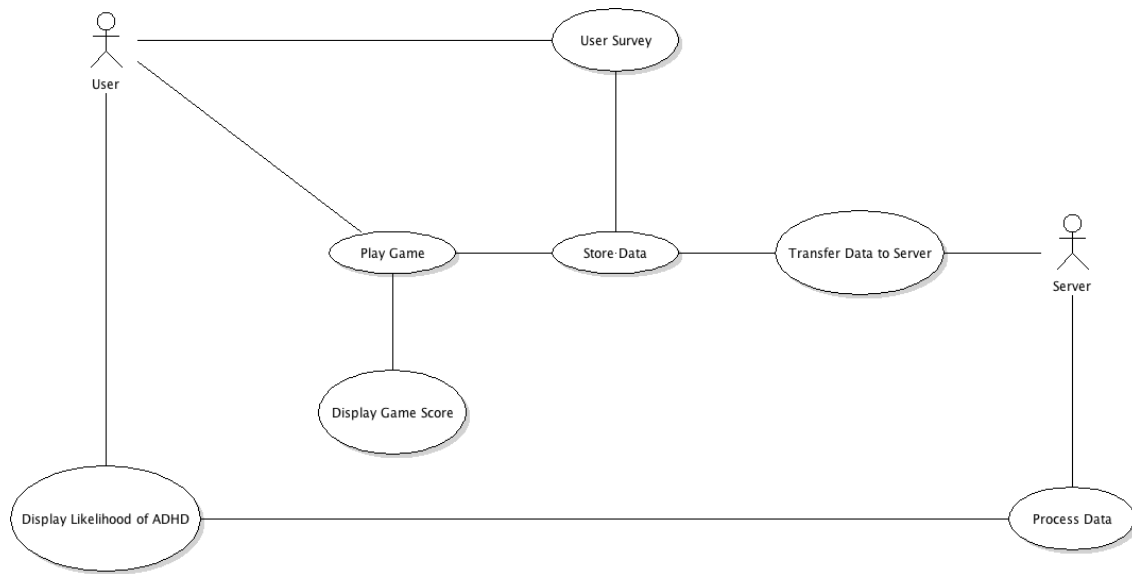 User Survey
User
Play Game
Store Data
Transfer Data to Server
Server
Display Game Score
Display Likelihood of ADHD
Process Data